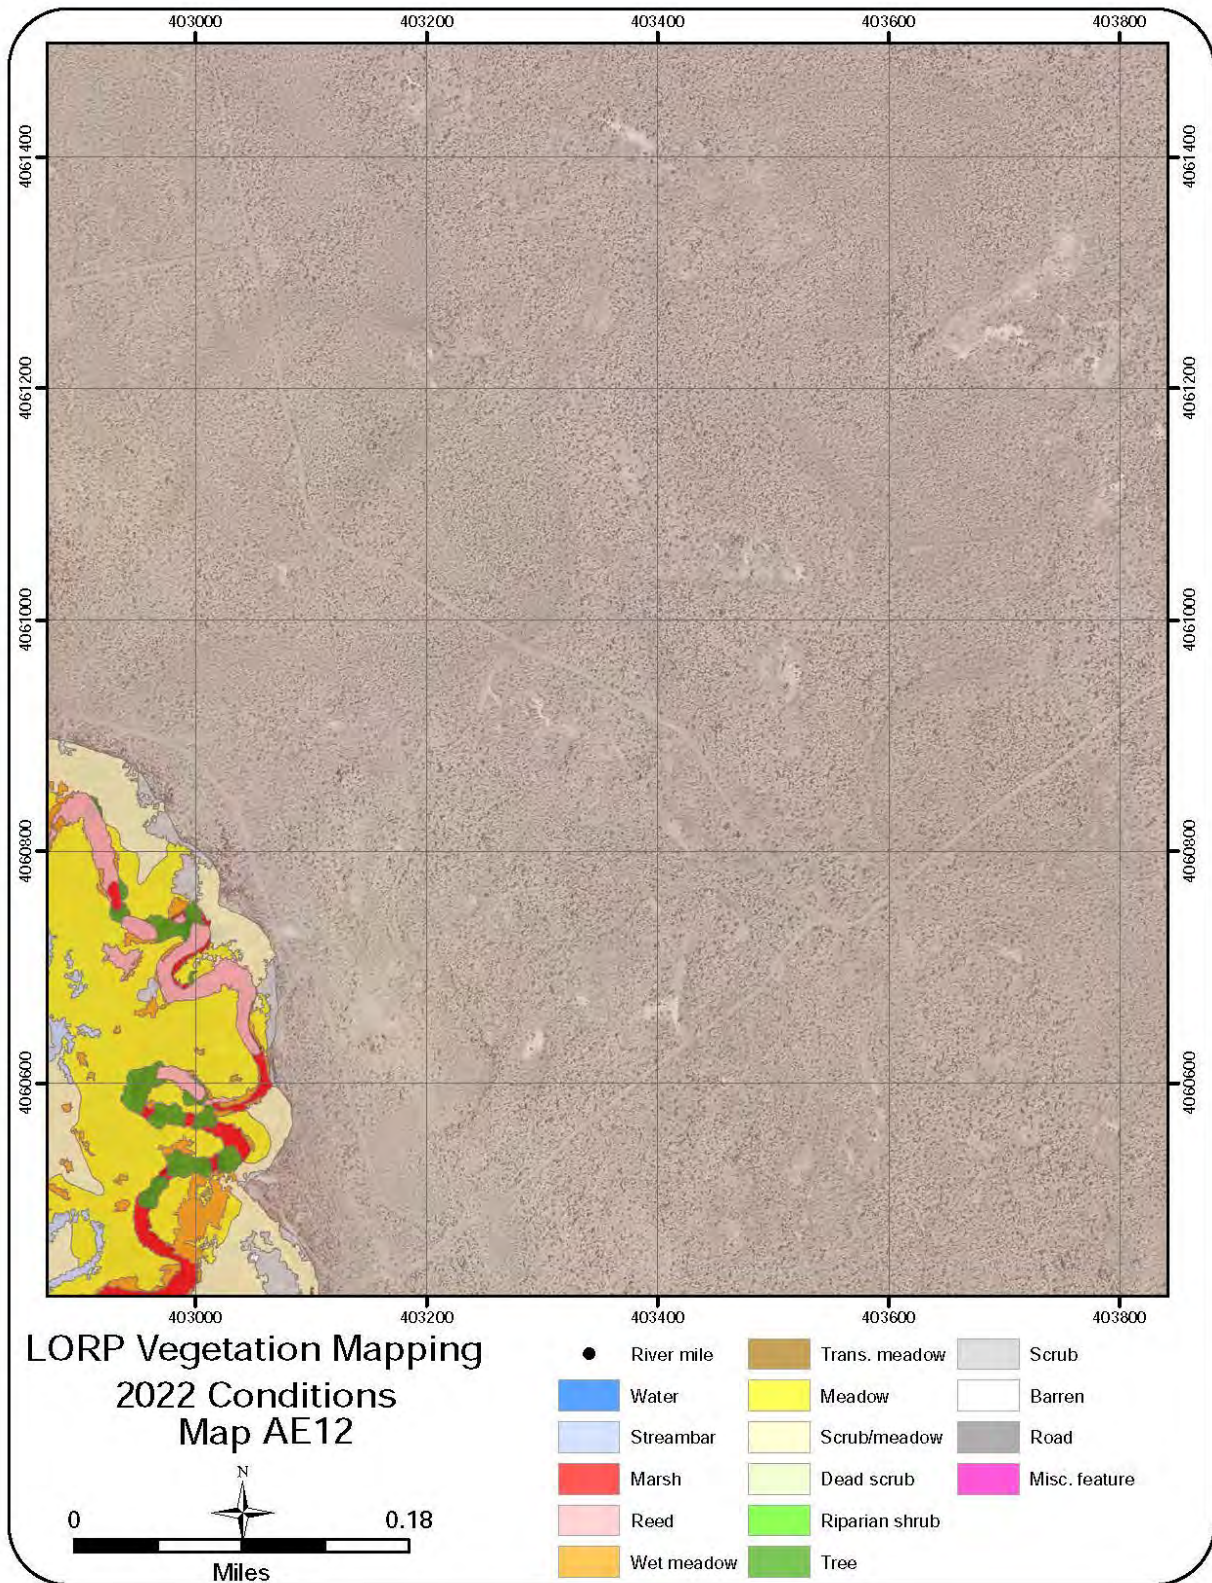 403000 403200 403400 403600 403800
4061400 4061400
4061200 4061200
4061000 4061000
4060800 4060800
4060600 4060600
403000 403200 403400 403600 403800
LORP Vegetation Mapping
2022 Conditions
Map AE12
N
0 0.18
Miles
River mile
Water
Streambar
Marsh
Reed
Wet meadow
Trans. meadow
Meadow
Scrub/meadow
Dead scrub
Riparian shrub
Tree
Scrub
Barren
Road
Misc. feature